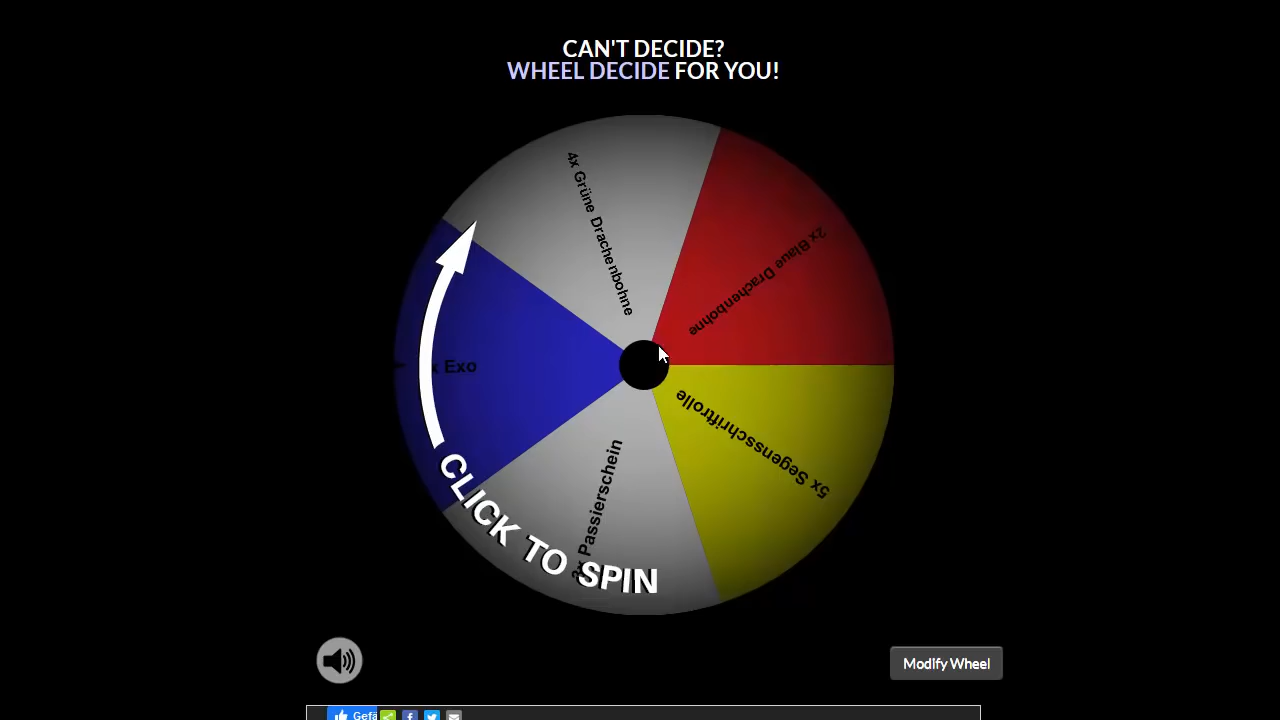 CAN'T DECIDE?
WHEEL DECIDE FOR YOU!
4x Grüne Drachenbohne
2x Blaue Drachenbohne
Exo
5x Segensschriftrolle
Passierschein
CLICK TO SPIN
Modify Wheel
Gefä